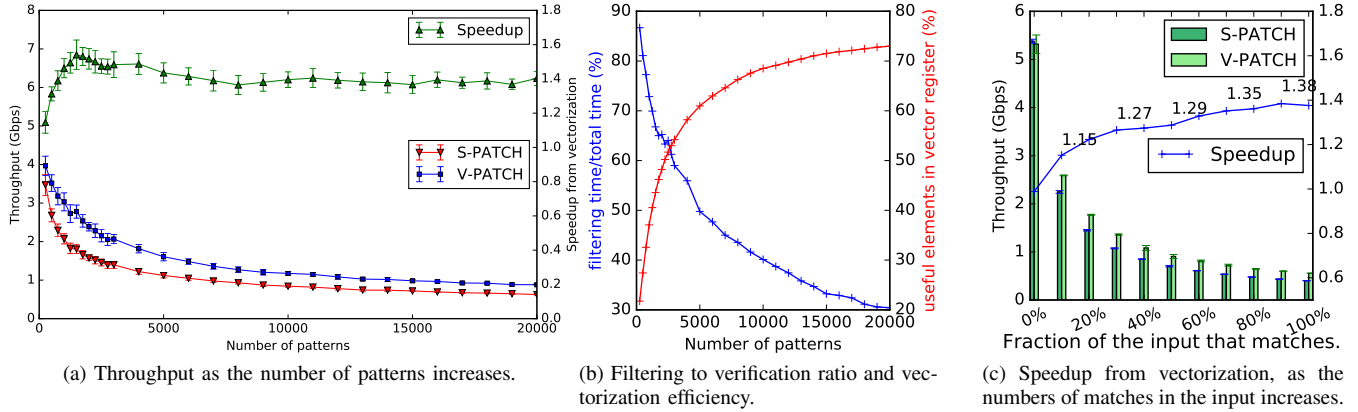 8
7
6
5
4
3
2
1
0
Throughput (Gbps)
1.8
1.6
1.4
1.2
1.0
0.8
0.6
0.4
0.2
0.0
Speedup from vectorization
Speedup
S-PATCH
V-PATCH
0 5000 10000 15000 20000
Number of patterns
(a) Throughput as the number of patterns increases.
90
80
70
60
50
40
30
filtering time/total time (%)
80
70
60
50
40
30
20
useful elements in vector register (%)
0 5000 10000 15000 20000
Number of patterns
(b) Filtering to verification ratio and vec-
torization efficiency.
6
5
4
3
2
1
0
Throughput (Gbps)
1.8
1.6
1.4
1.2
1.0
0.8
0.6
S-PATCH
V-PATCH
1.15
1.27
1.29
1.35
1.38
Speedup
0% 20% 40% 60% 80% 100%
Fraction of the input that matches.
(c) Speedup from vectorization, as the
numbers of matches in the input increases.